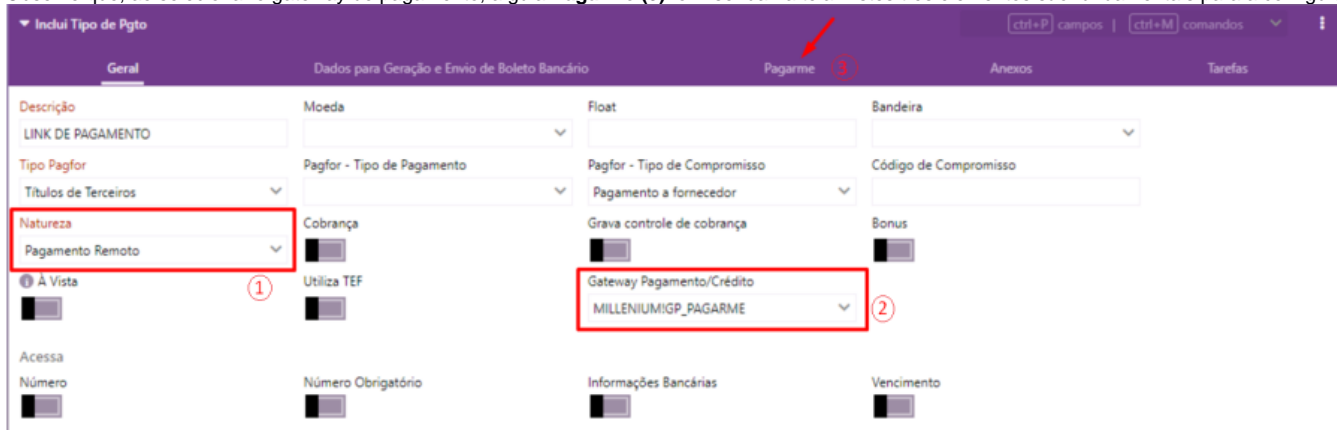 ▼ Inclui Tipo de Pgto ctrl+P campos | ctrl+M comandos
Geral Dados para Geração e Envio de Boleto Bancário Pagarme ③ Anexos Tarefas
Descrição Moeda Float Bandeira
LINK DE PAGAMENTO
Tipo Pagfor Pagfor - Tipo de Pagamento Pagfor - Tipo de Compromisso Código de Compromisso
Títulos de Terceiros Pagamento a fornecedor
Natureza Cobrança Grava controle de cobrança Bonus
Pagamento Remoto
À Vista ① Utiliza TEF Gateway Pagamento/Crédito
MILLENIUM!GP_PAGARME ②
Acessa
Número Número Obrigatório Informações Bancárias Vencimento